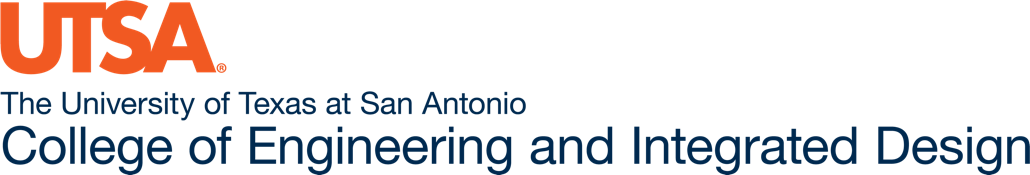 UTSA®
The University of Texas at San Antonio
College of Engineering and Integrated Design